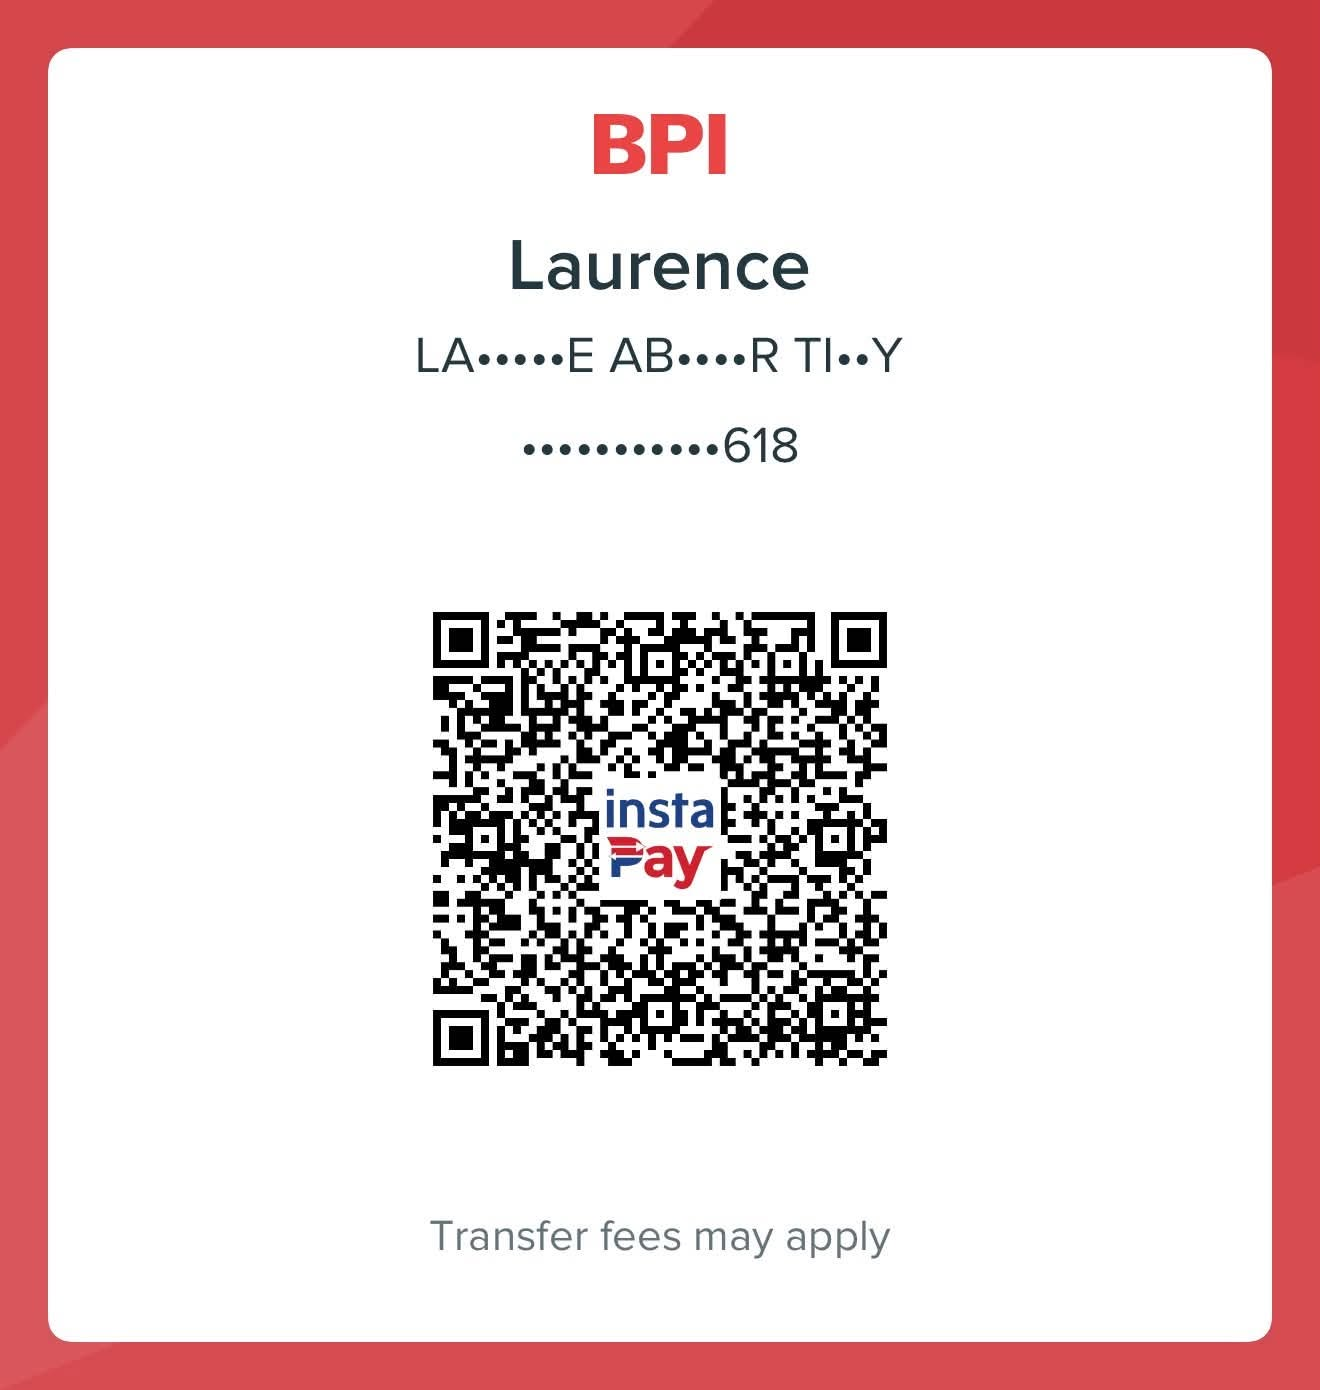 BPI
Laurence
LA•••••E AB••••R TI••Y
•••••••••••618
insta
Pay
Transfer fees may apply